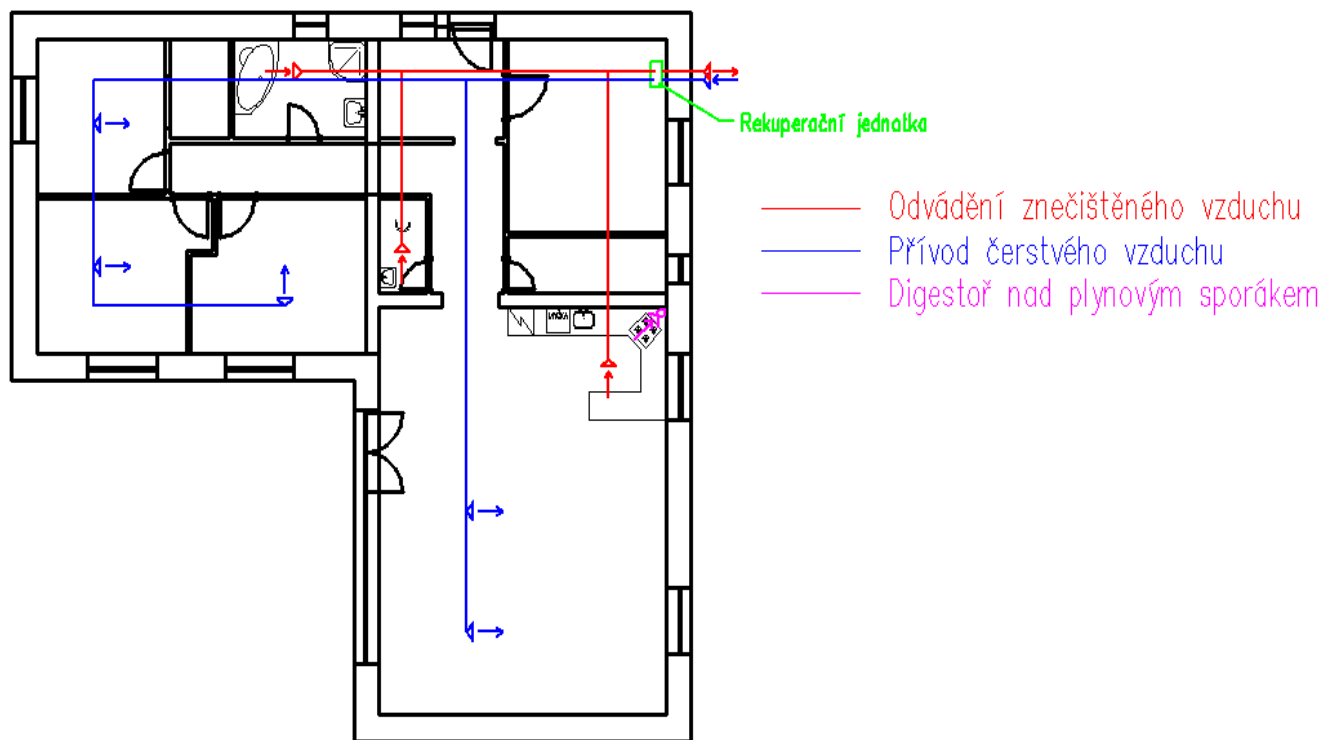 Rekuperační jednotka
Odvádění znečištěného vzduchu
Přívod čerstvého vzduchu
Digestoř nad plynovým sporákem